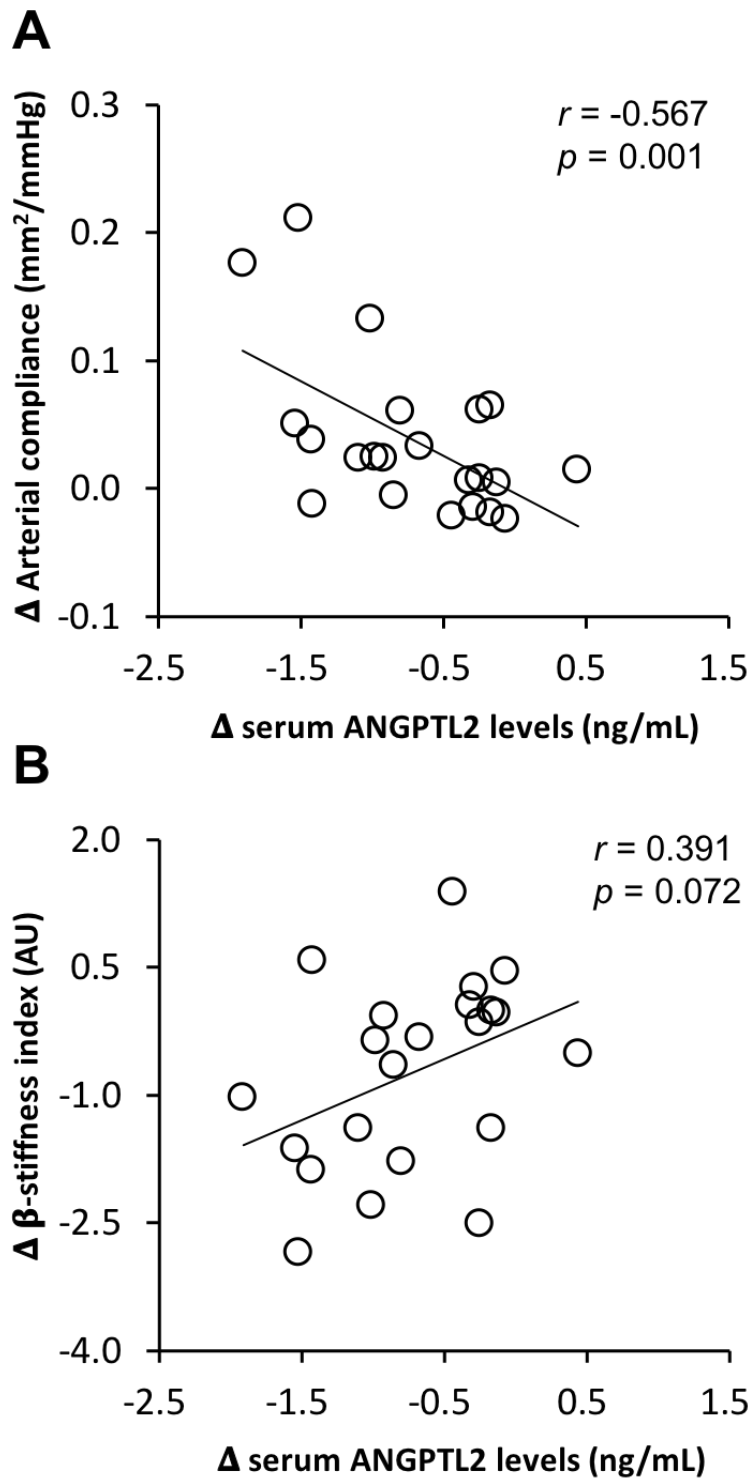 A
r = -0.567
p = 0.001
0.3
0.2
0.1
0.0
-0.1
Δ Arterial compliance (mm²/mmHg)
-2.5 -1.5 -0.5 0.5 1.5
Δ serum ANGPTL2 levels (ng/mL)
B
r = 0.391
p = 0.072
2.0
0.5
-1.0
-2.5
-4.0
Δ β-stiffness index (AU)
-2.5 -1.5 -0.5 0.5 1.5
Δ serum ANGPTL2 levels (ng/mL)